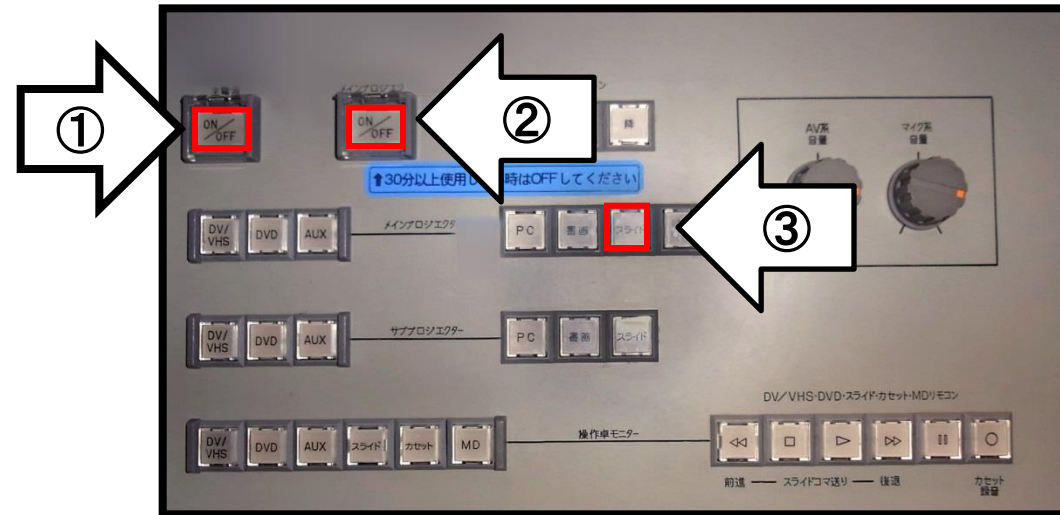 主電源
メインプロジェクタ
ン
① ON/OFF
ON/OFF ②
降
AV系
音量
マイク系
音量
⬆30分以上使用し 時はOFFしてください
DV/VHS DVD AUX メインプロジェクタ PC 書画 スライド ③
DV/VHS DVD AUX サブプロジェクター PC 書画 スライド
DV/VHS・DVD・スライド・カセット・MDリモコン
DV/VHS DVD AUX スライド カセット MD 操作卓モニター
前進 スライドコマ送り 後退 カセット
録音